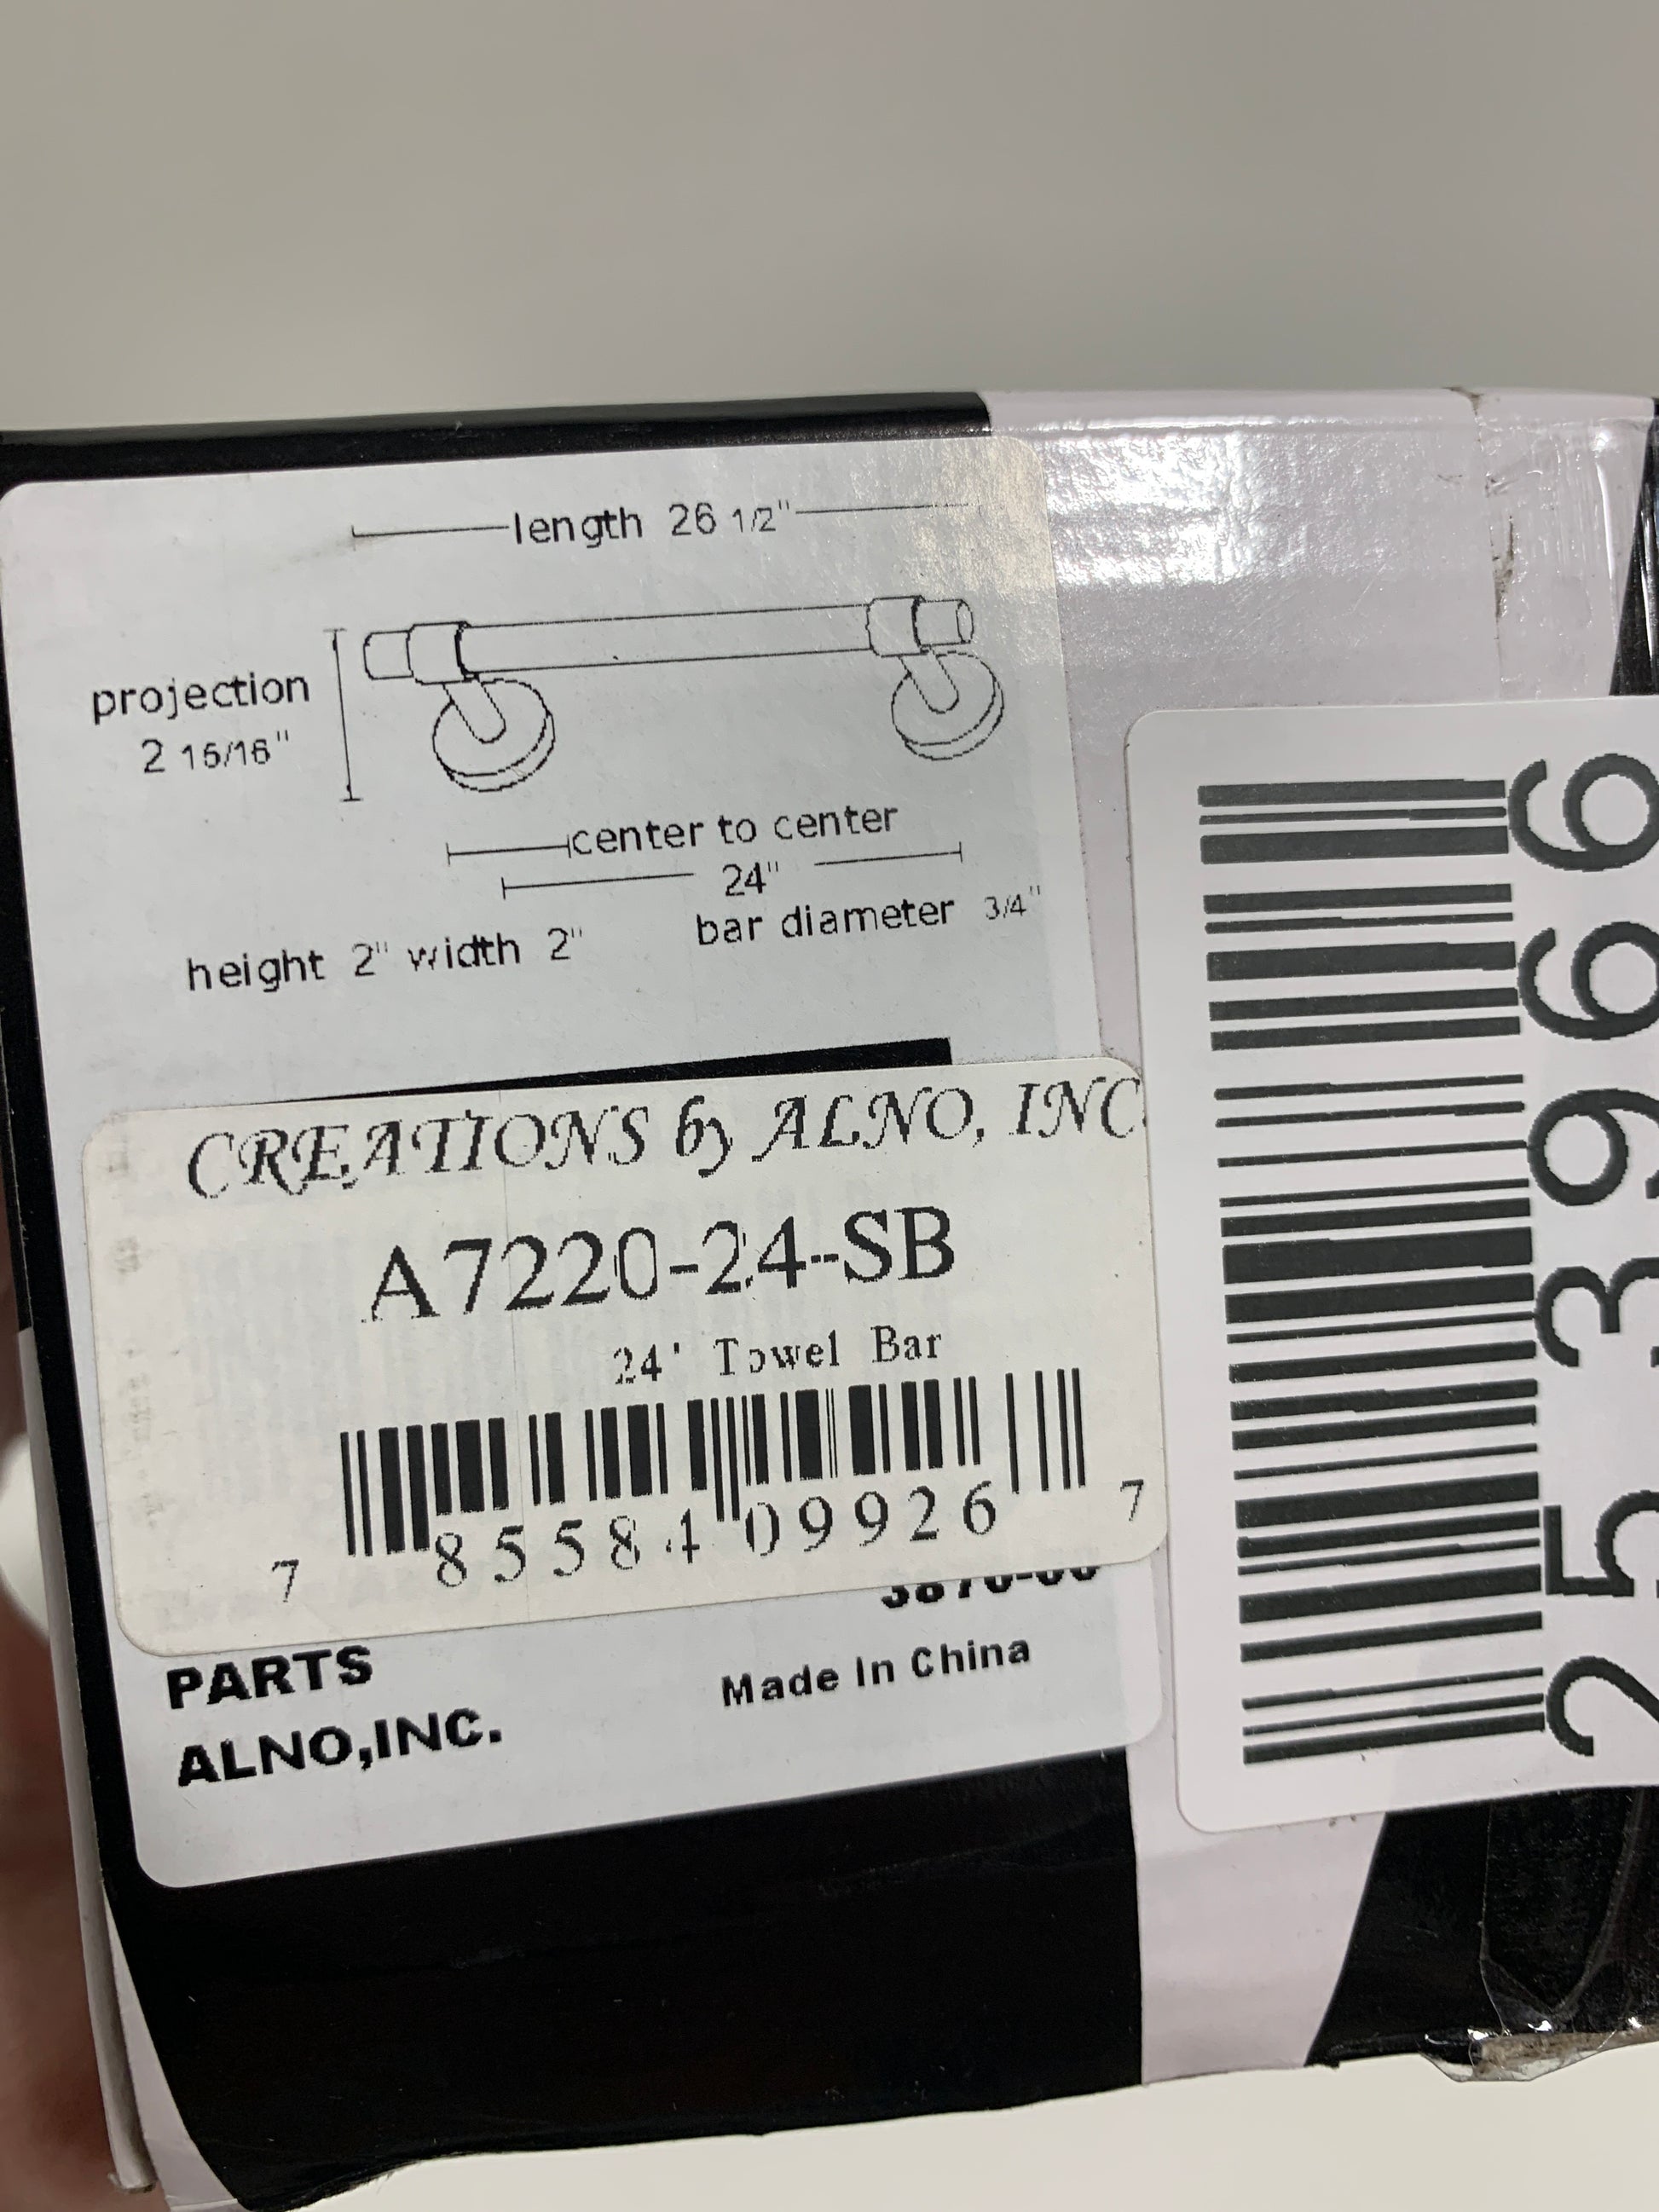 length 26 1/2"
projection
2 15/16"
center to center
24"
bar diameter 3/4"
height 2" width 2"
CREATIONS by ALNO, INC.
A7220-24-SB
24' Towel Bar
7 85584 09926 7
PARTS
ALNO,INC.
Made In China
2539966